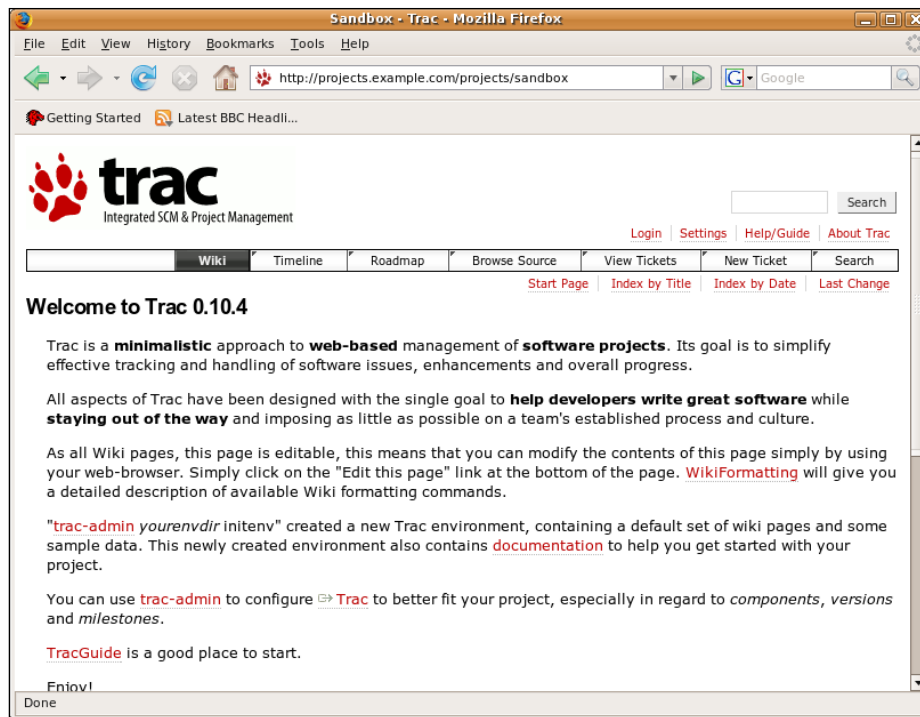 Sandbox - Trac - Mozilla Firefox
File Edit View History Bookmarks Tools Help
http://projects.example.com/projects/sandbox
G Google
Getting Started Latest BBC Headli...
trac
Integrated SCM & Project Management
Search
Login Settings Help/Guide About Trac
Wiki Timeline Roadmap Browse Source View Tickets New Ticket Search
Start Page Index by Title Index by Date Last Change
Welcome to Trac 0.10.4
Trac is a minimalistic approach to web-based management of software projects. Its goal is to simplify
effective tracking and handling of software issues, enhancements and overall progress.
All aspects of Trac have been designed with the single goal to help developers write great software while
staying out of the way and imposing as little as possible on a team's established process and culture.
As all Wiki pages, this page is editable, this means that you can modify the contents of this page simply by using
your web-browser. Simply click on the "Edit this page" link at the bottom of the page. WikiFormatting will give you
a detailed description of available Wiki formatting commands.
"trac-admin yourenvdir initenv" created a new Trac environment, containing a default set of wiki pages and some
sample data. This newly created environment also contains documentation to help you get started with your
project.
You can use trac-admin to configure Trac to better fit your project, especially in regard to components, versions
and milestones.
TracGuide is a good place to start.
Enjoy!
Done